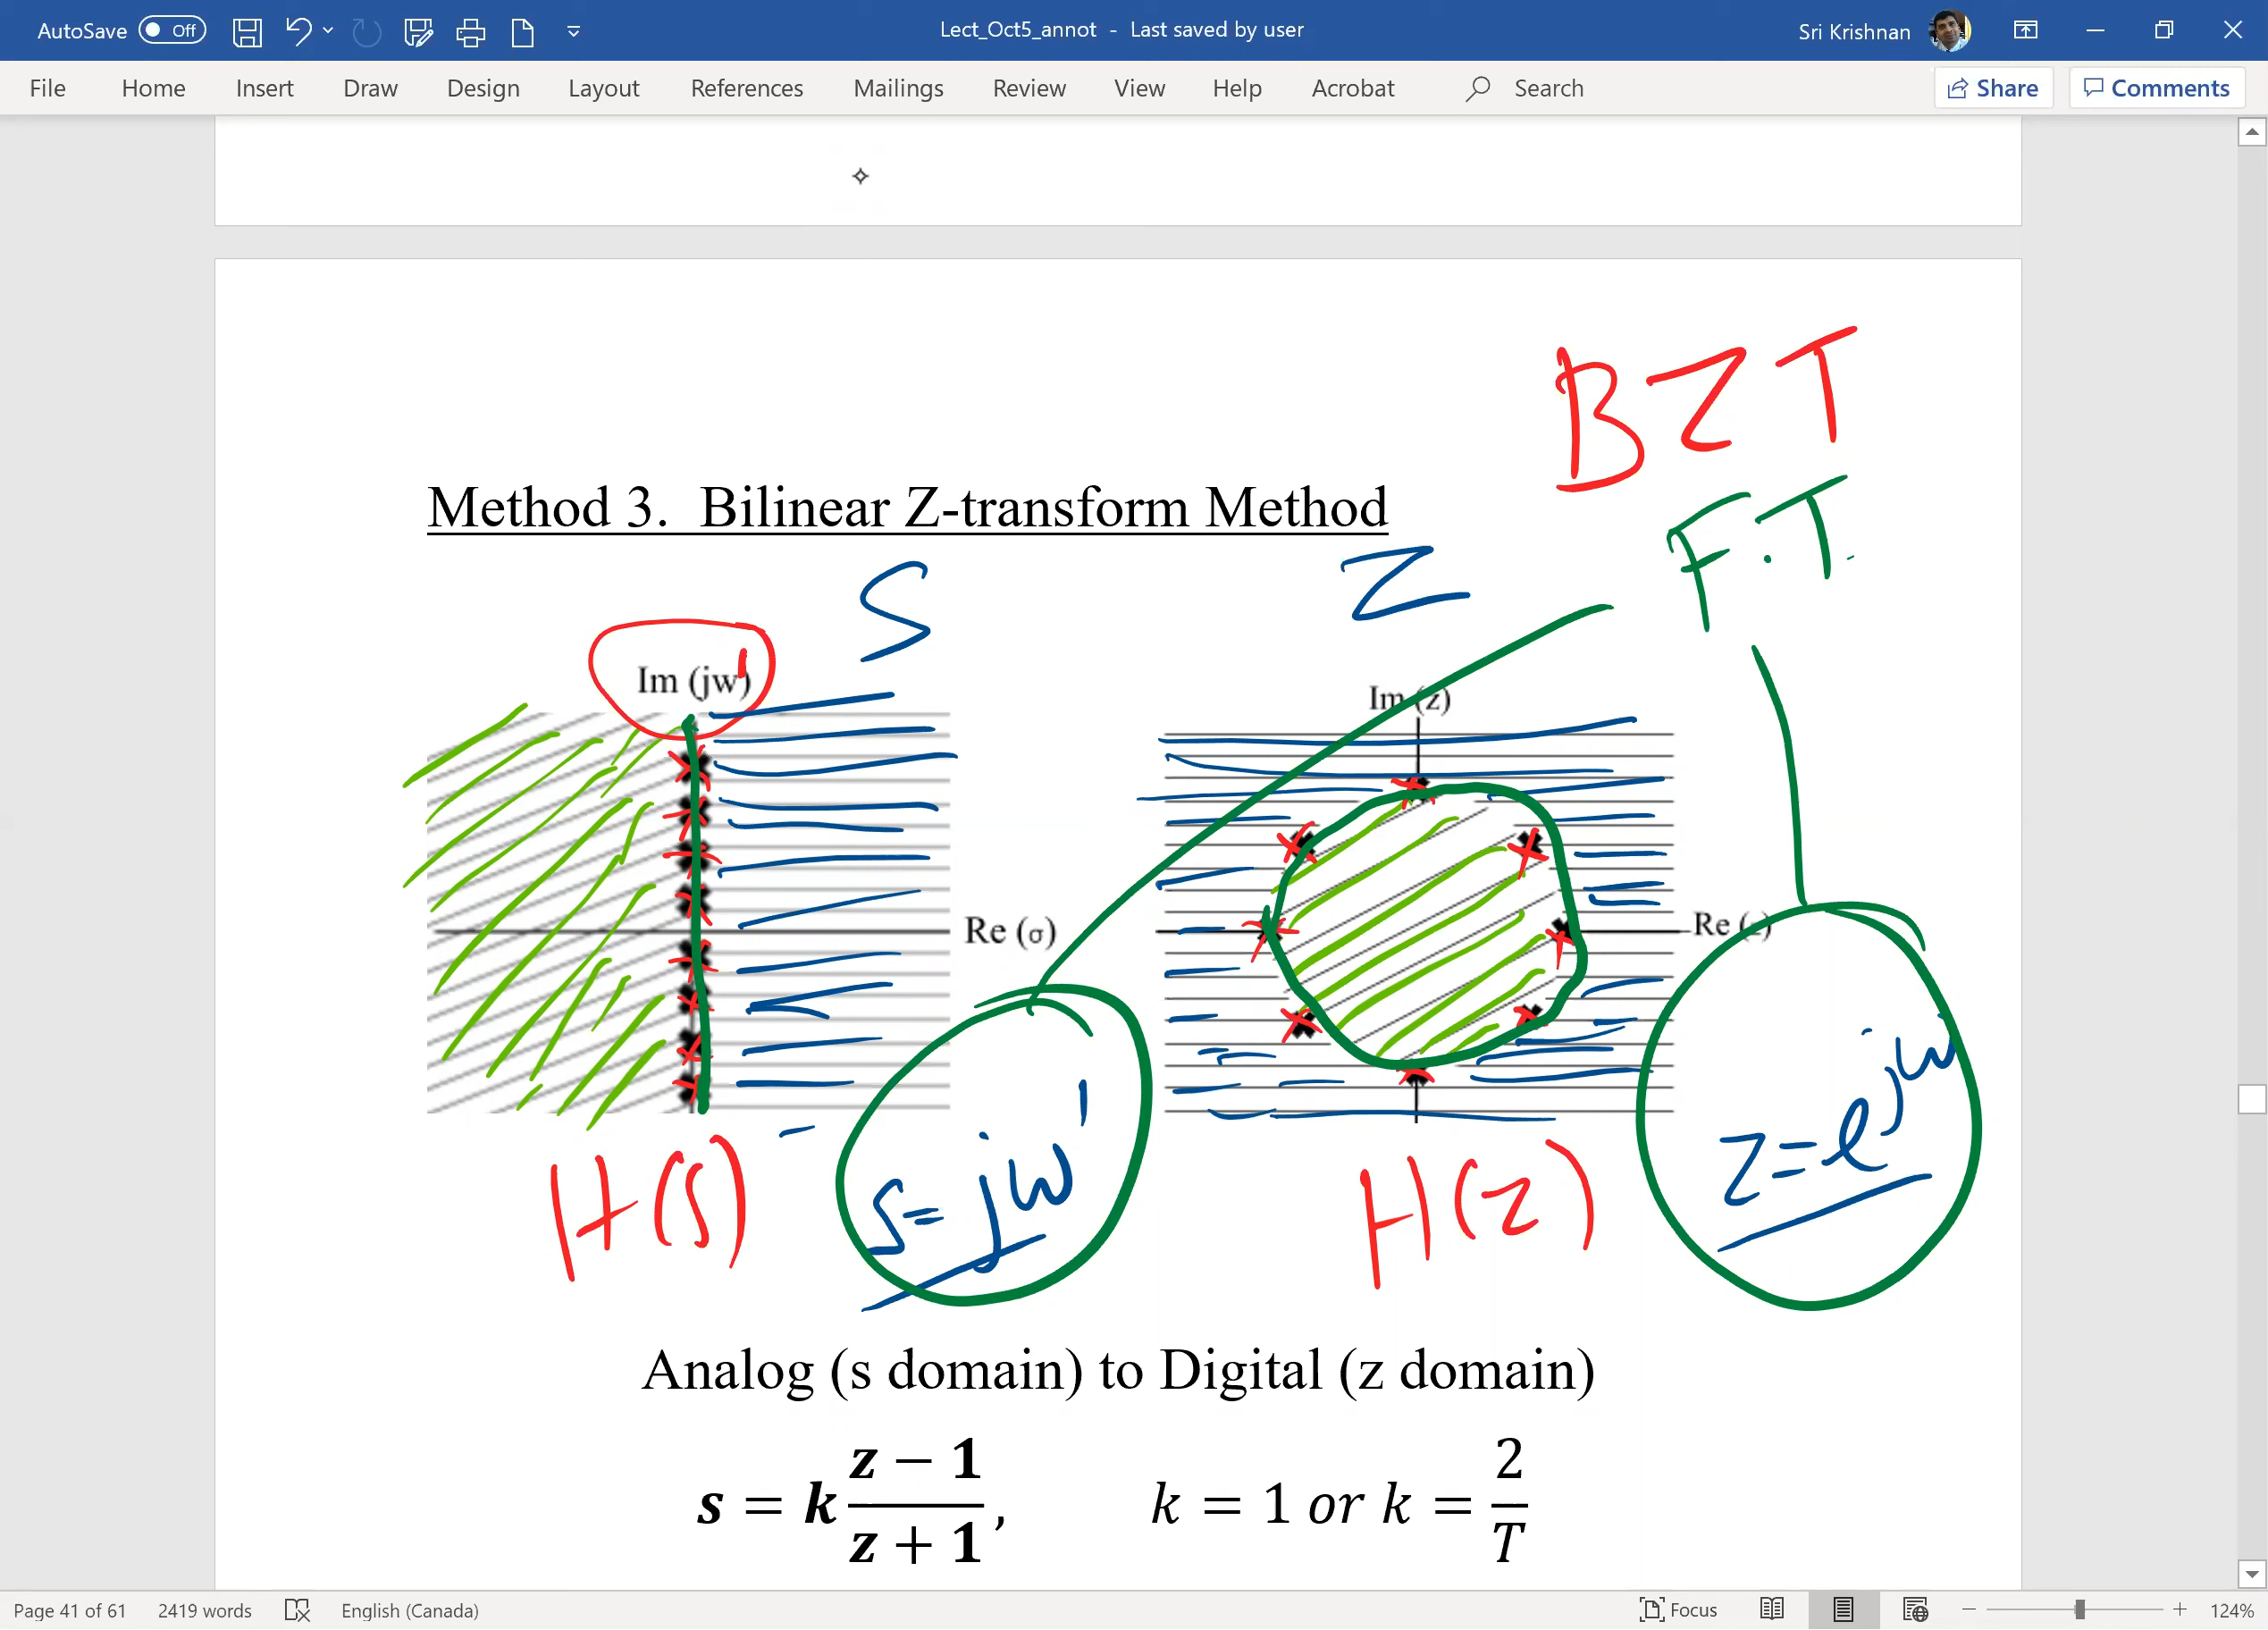 AutoSave Off Lect_Oct5_annot - Last saved by user Sri Krishnan
File Home Insert Draw Design Layout References Mailings Review View Help Acrobat Search Share Comments
BZT
Method 3. Bilinear Z-transform Method
F.T.
S Z
Im (jw') Im (z)
Re (σ) Re (z)
H(s) s=jw' H(z) z=e^jw
Analog (s domain) to Digital (z domain)
s = k (z − 1)/(z + 1), k = 1 or k = 2/T
Page 41 of 61 2419 words English (Canada) Focus 124%